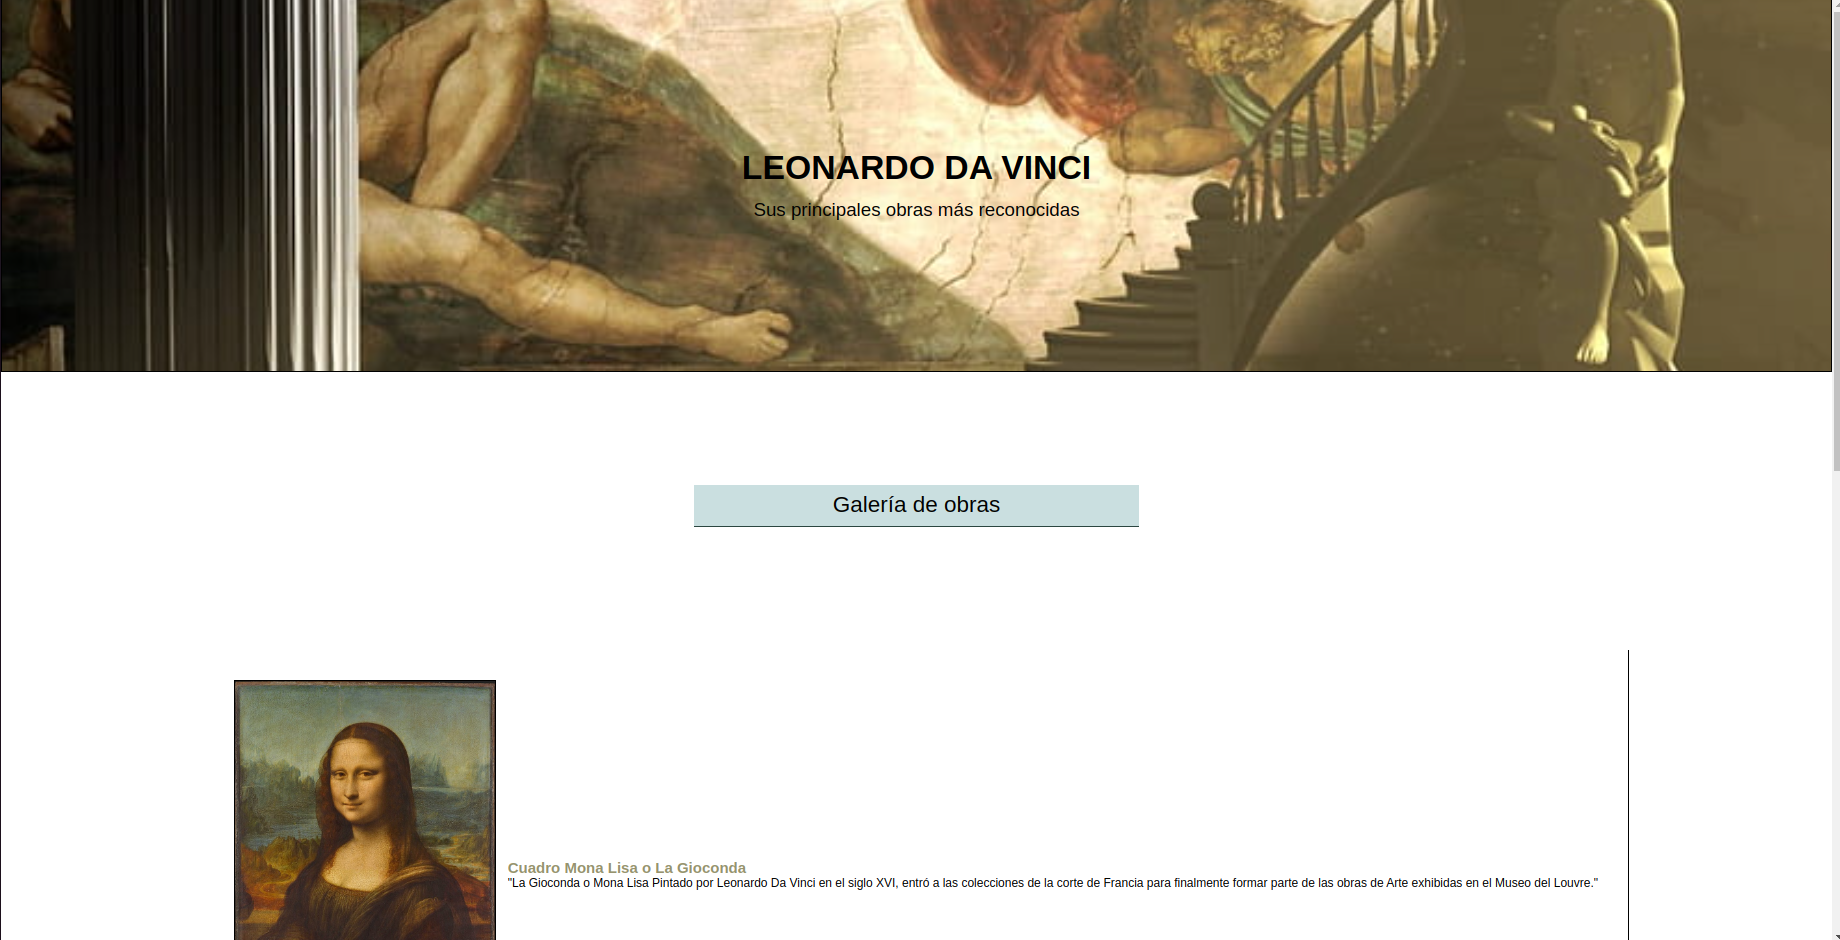 LEONARDO DA VINCI
Sus principales obras más reconocidas
Galería de obras
Cuadro Mona Lisa o La Gioconda
"La Gioconda o Mona Lisa Pintado por Leonardo Da Vinci en el siglo XVI, entró a las colecciones de la corte de Francia para finalmente formar parte de las obras de Arte exhibidas en el Museo del Louvre."